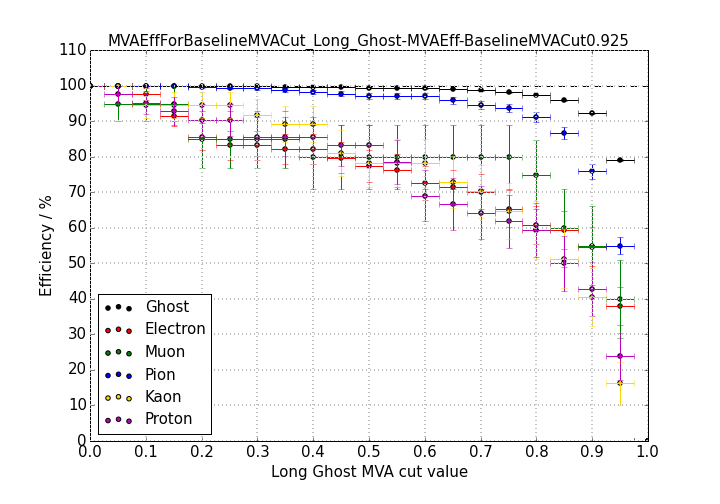 MVAEffForBaselineMVACut_Long_Ghost-MVAEff-BaselineMVACut0.925
110
100
90
80
70
60
50
40
30
20
10
0
Efficiency / %
Ghost
Electron
Muon
Pion
Kaon
Proton
0.0 0.1 0.2 0.3 0.4 0.5 0.6 0.7 0.8 0.9 1.0
Long Ghost MVA cut value